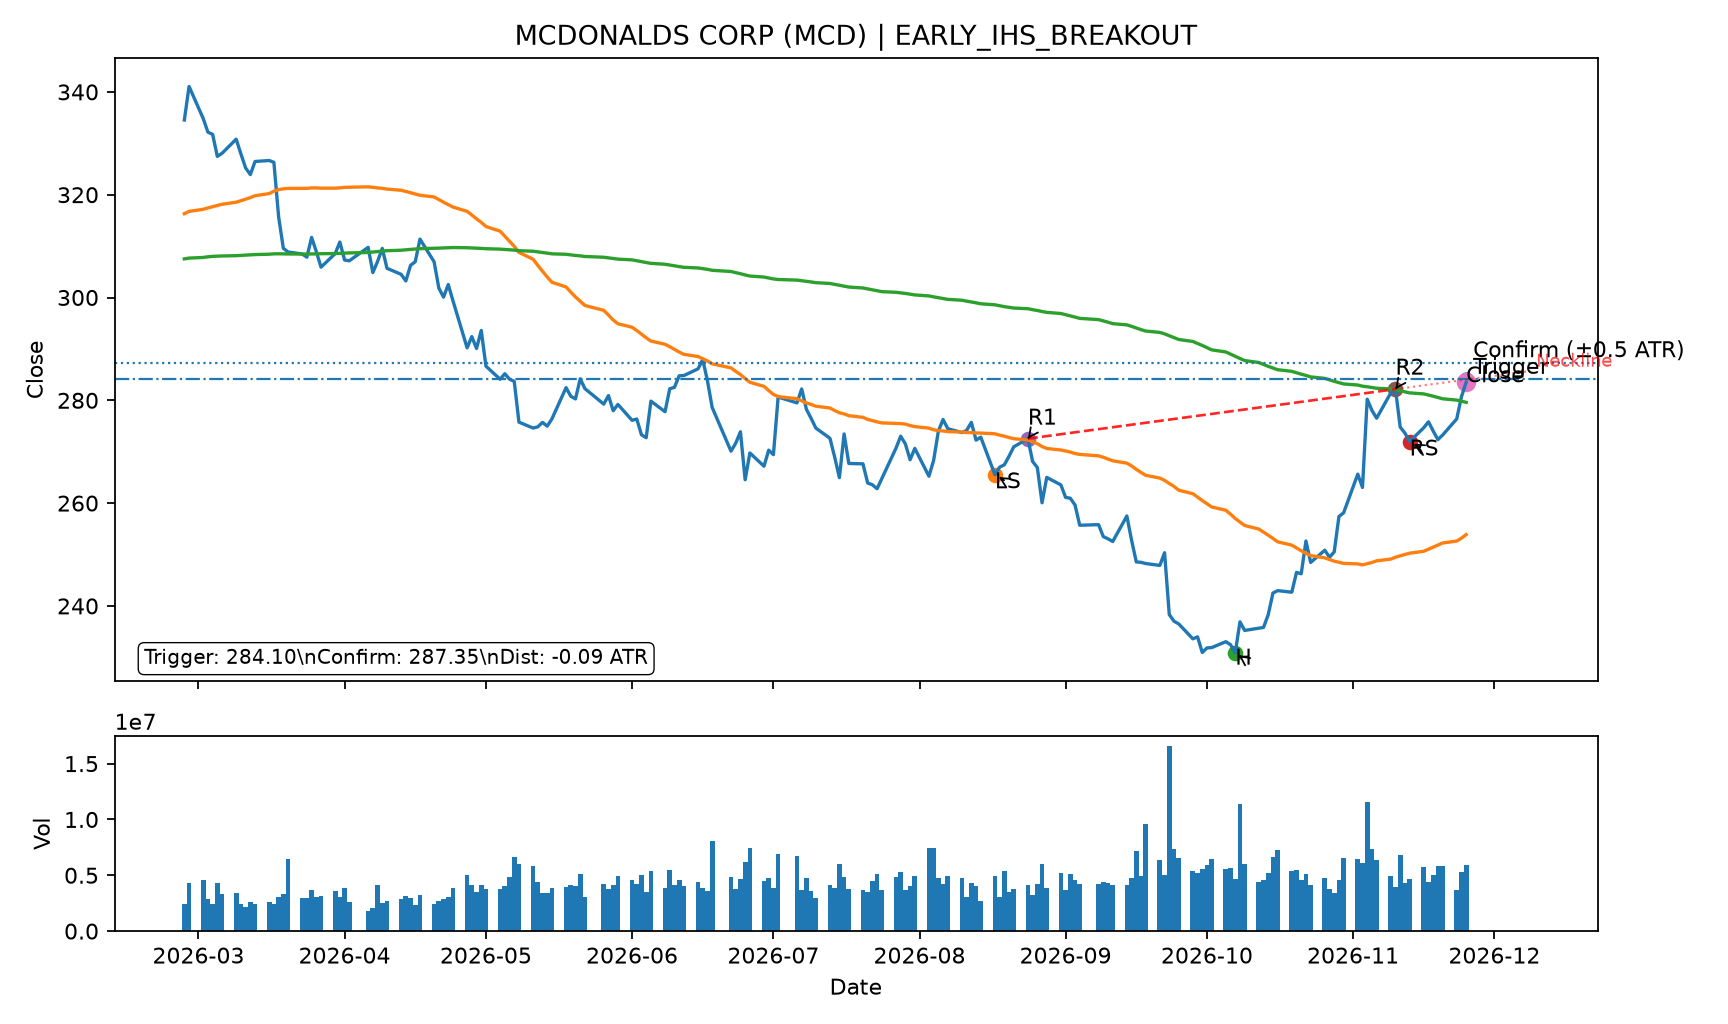 MCDONALDS CORP (MCD) | EARLY_IHS_BREAKOUT
Close
340
320
300
280
260
240
Confirm (+0.5 ATR)
Neckline
Trigger
Close
R2
R1
RS
LS
H
Trigger: 284.10\nConfirm: 287.35\nDist: -0.09 ATR
1e7
Vol
1.5
1.0
0.5
0.0
2026-03 2026-04 2026-05 2026-06 2026-07 2026-08 2026-09 2026-10 2026-11 2026-12
Date